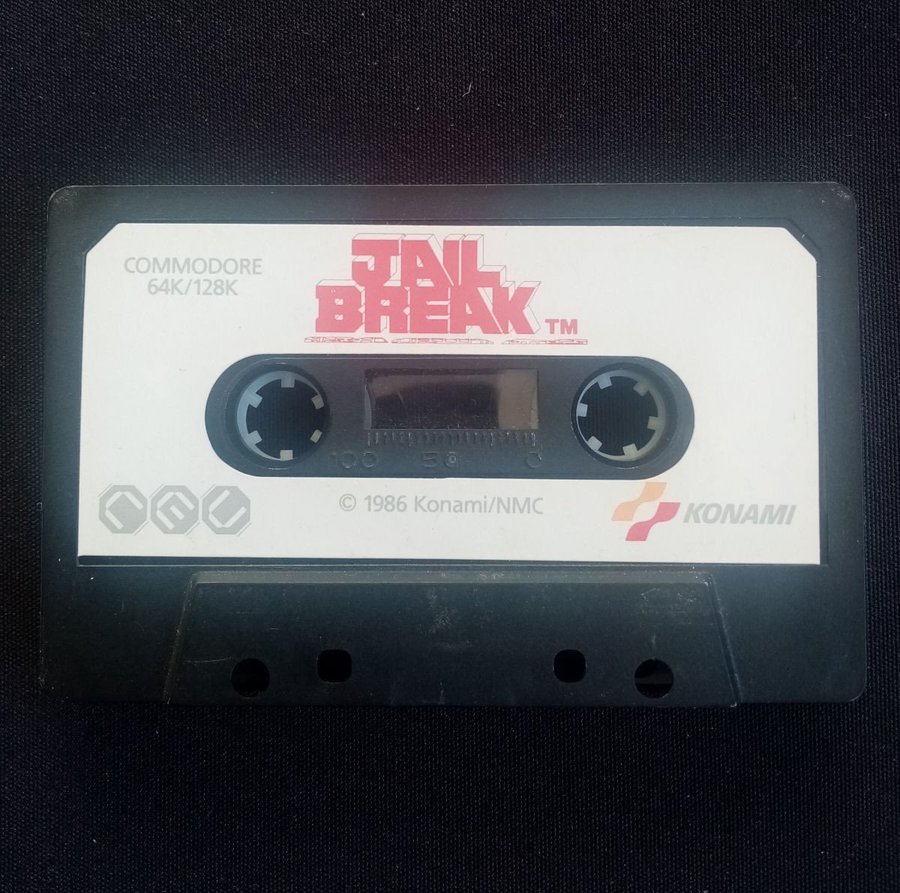 COMMODORE
64K/128K
JAIL
BREAK TM
100 50 0
© 1986 Konami/NMC
KONAMI